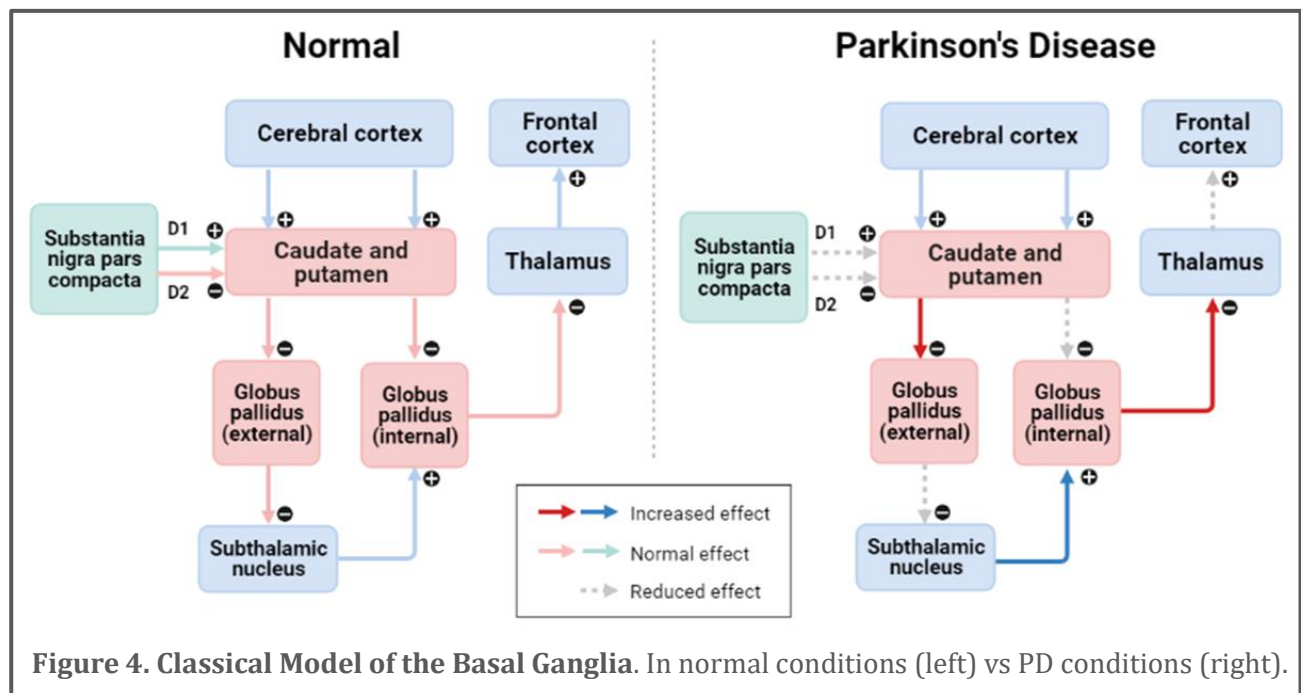 Normal
Cerebral cortex
Frontal
cortex
Substantia
nigra pars
compacta
D1
D2
+
−
+
+
+
Caudate and
putamen
Thalamus
−
−
−
Globus
pallidus
(external)
Globus
pallidus
(internal)
−
+
Subthalamic
nucleus
Parkinson's Disease
Cerebral cortex
Frontal
cortex
Substantia
nigra pars
compacta
D1
D2
+
−
+
+
+
Caudate and
putamen
Thalamus
−
−
−
Globus
pallidus
(external)
Globus
pallidus
(internal)
−
+
Subthalamic
nucleus
Increased effect
Normal effect
Reduced effect
Figure 4. Classical Model of the Basal Ganglia. In normal conditions (left) vs PD conditions (right).